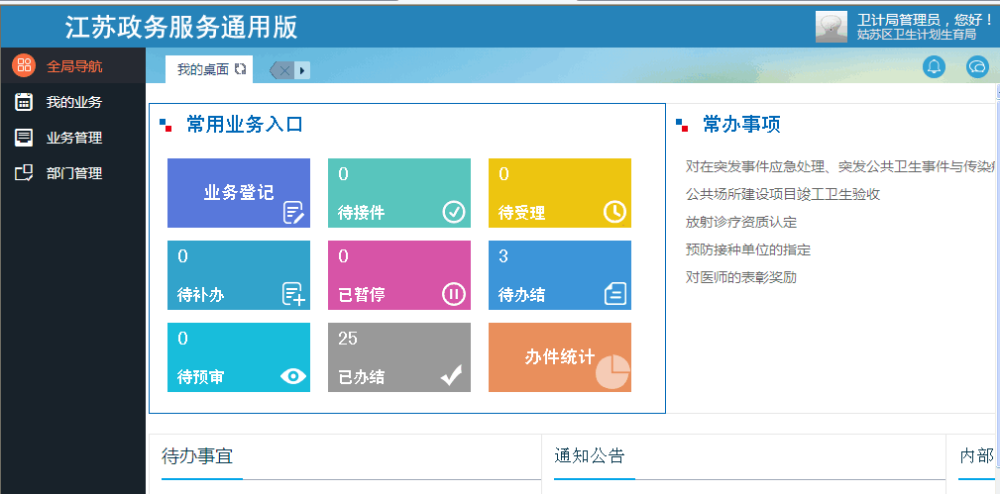 江苏政务服务通用版
卫计局管理员，您好！
姑苏区卫生计划生育局
全局导航
我的业务
业务管理
部门管理
我的桌面
常用业务入口
业务登记
0
待接件
0
待受理
0
待补办
0
已暂停
3
待办结
0
待预审
25
已办结
办件统计
常办事项
对在突发事件应急处理、突发公共卫生事件与传染
公共场所建设项目竣工卫生验收
放射诊疗资质认定
预防接种单位的指定
对医师的表彰奖励
待办事宜
通知公告
内部